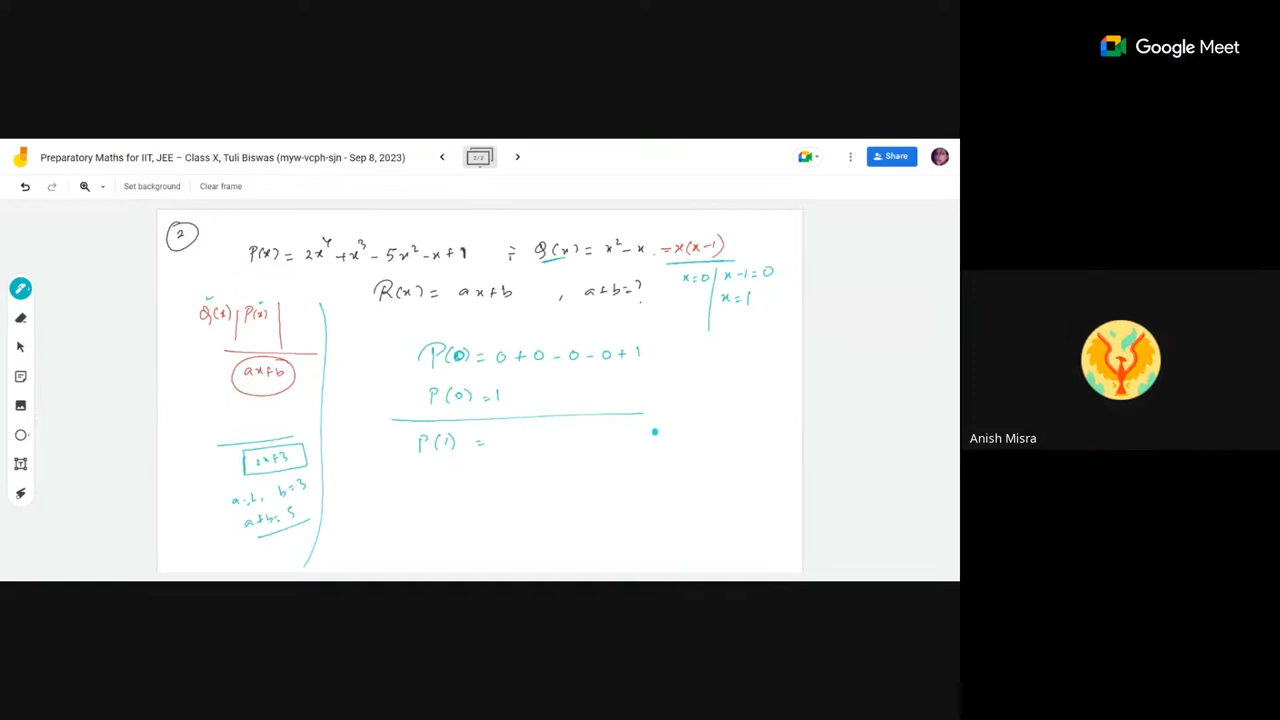 Google Meet
Preparatory Maths for IIT, JEE – Class X, Tuli Biswas (myw-vcph-sjn - Sep 8, 2023)
2/2
Share
Set background
Clear frame
2
P(x) = 2x⁴ + x³ - 5x² - x + 1 ÷ Q(x) = x² - x. = x(x-1)
x=0 | x-1=0
x=1
R(x) = ax+b , a+b=?
Q(x) | P(x) |
ax+b
P(0) = 0 + 0 - 0 - 0 + 1
P(0) = 1
P(1) =
2x+3
a=2, b=3
a+b=5
Anish Misra